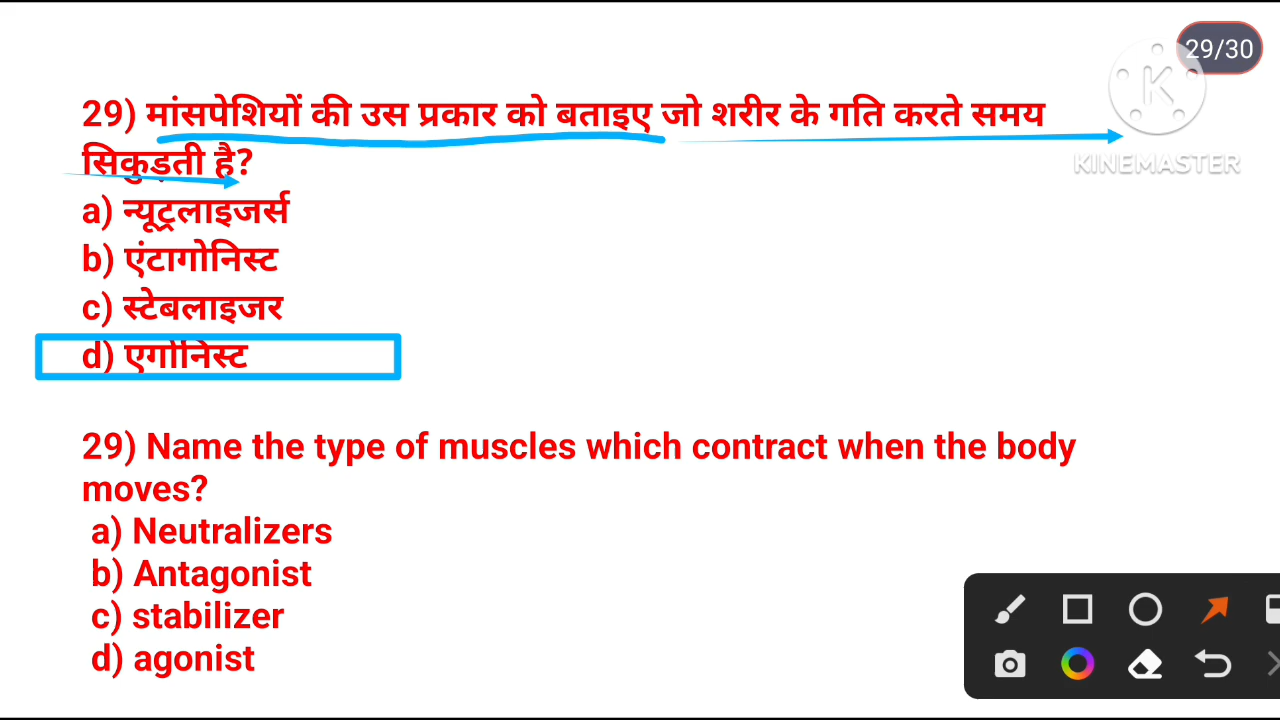 29/30
K
KINEMASTER
29) मांसपेशियों की उस प्रकार को बताइए जो शरीर के गति करते समय
सिकुड़ती है?
a) न्यूट्रलाइजर्स
b) एंटागोनिस्ट
c) स्टेबलाइजर
d) एगोनिस्ट
29) Name the type of muscles which contract when the body
moves?
a) Neutralizers
b) Antagonist
c) stabilizer
d) agonist